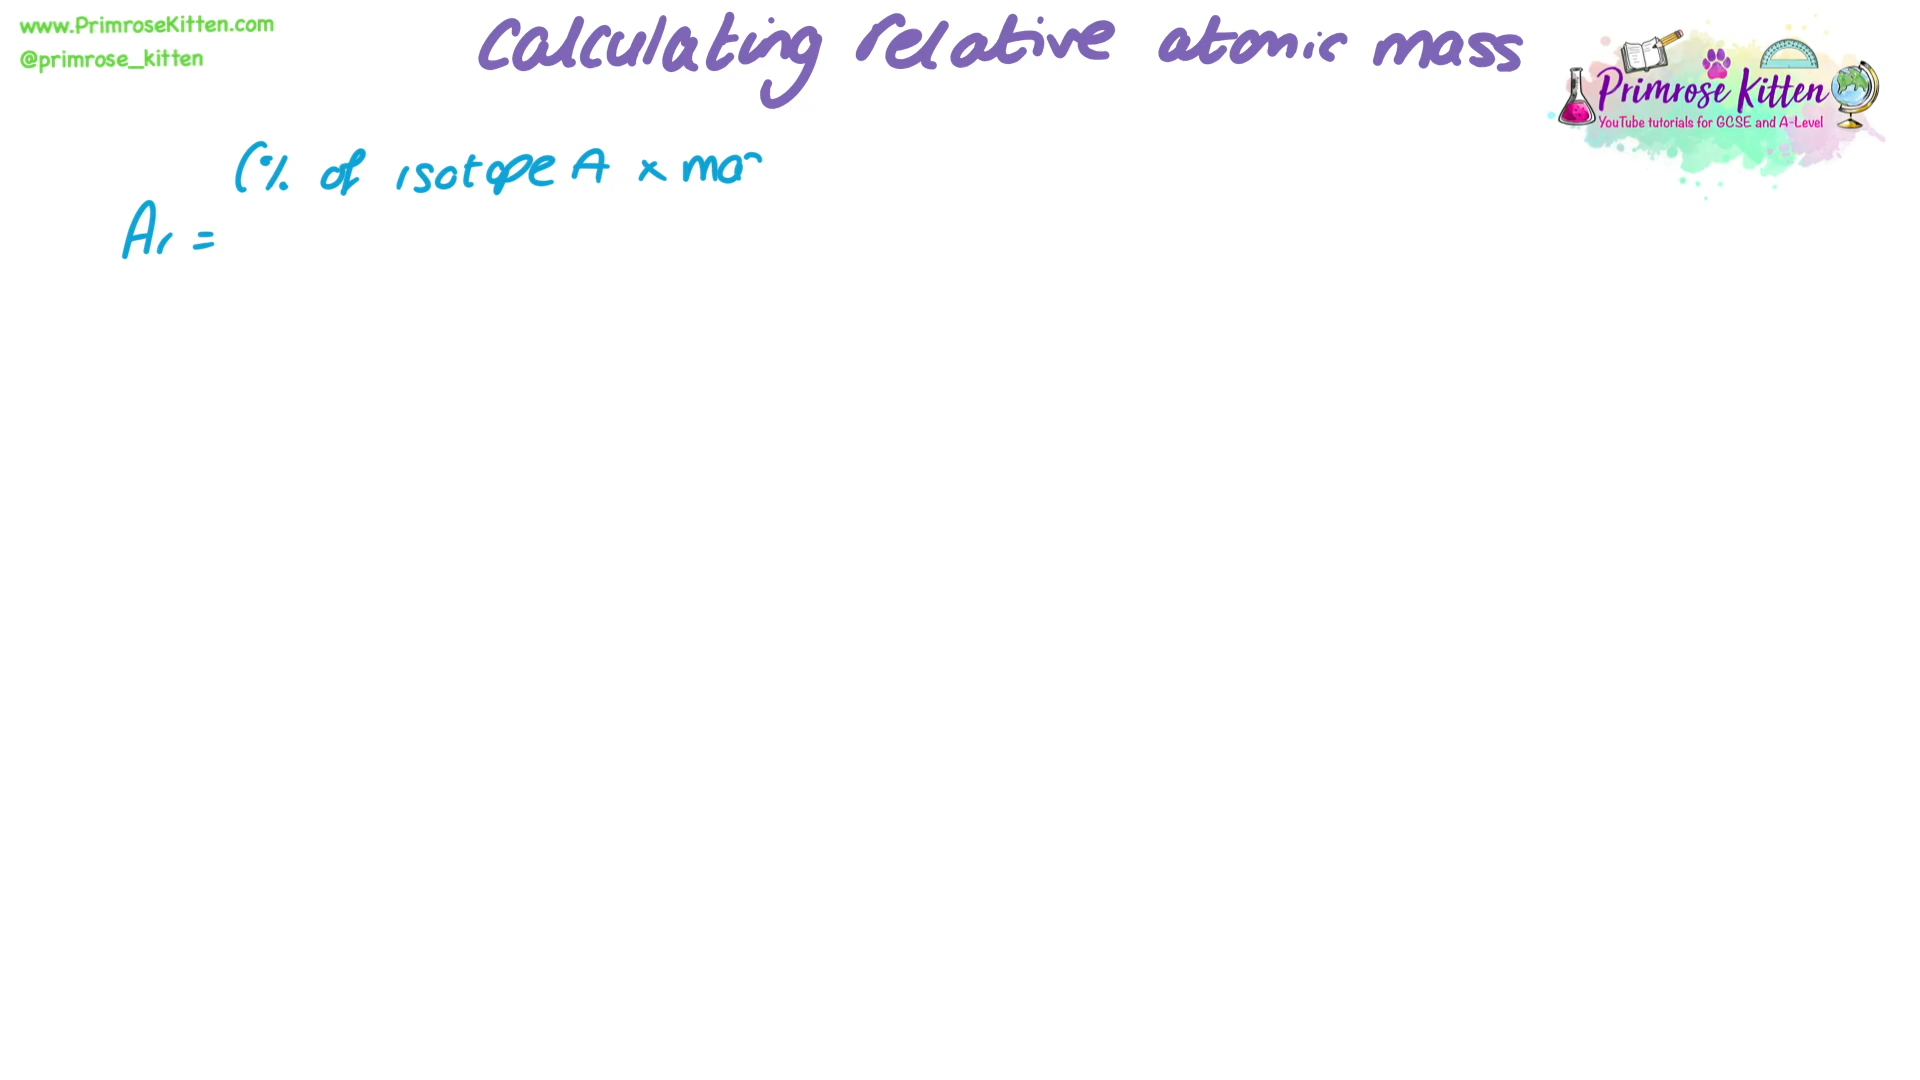 www.PrimroseKitten.com
@primrose_kitten
Calculating relative atomic mass
Primrose Kitten
YouTube tutorials for GCSE and A-Level
(% of isotope A × ma
Ar =